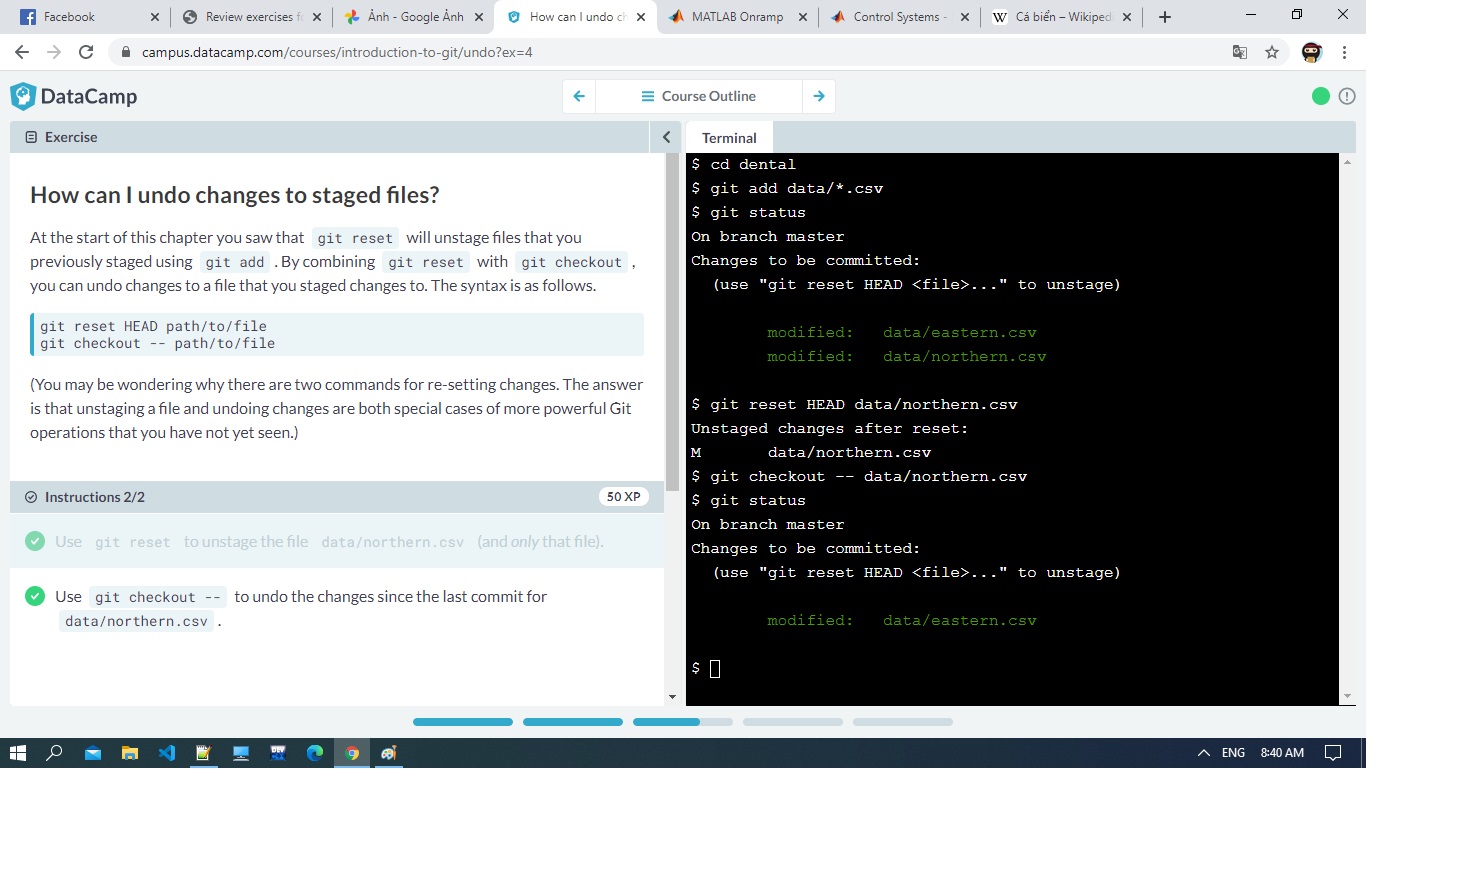 Facebook
Review exercises f
Ảnh - Google Ảnh
How can I undo ch
MATLAB Onramp
Control Systems -
W Cá biển – Wikiped
campus.datacamp.com/courses/introduction-to-git/undo?ex=4
DataCamp
Course Outline
Exercise
How can I undo changes to staged files?
At the start of this chapter you saw that git reset will unstage files that you
previously staged using git add . By combining git reset with git checkout ,
you can undo changes to a file that you staged changes to. The syntax is as follows.
git reset HEAD path/to/file
git checkout -- path/to/file
(You may be wondering why there are two commands for re-setting changes. The answer
is that unstaging a file and undoing changes are both special cases of more powerful Git
operations that you have not yet seen.)
Instructions 2/2
50 XP
Use git reset to unstage the file data/northern.csv (and only that file).
Use git checkout -- to undo the changes since the last commit for
data/northern.csv .
Terminal
$ cd dental
$ git add data/*.csv
$ git status
On branch master
Changes to be committed:
(use "git reset HEAD <file>..." to unstage)
modified: data/eastern.csv
modified: data/northern.csv
$ git reset HEAD data/northern.csv
Unstaged changes after reset:
M data/northern.csv
$ git checkout -- data/northern.csv
$ git status
On branch master
Changes to be committed:
(use "git reset HEAD <file>..." to unstage)
modified: data/eastern.csv
$
DEV
ENG
8:40 AM